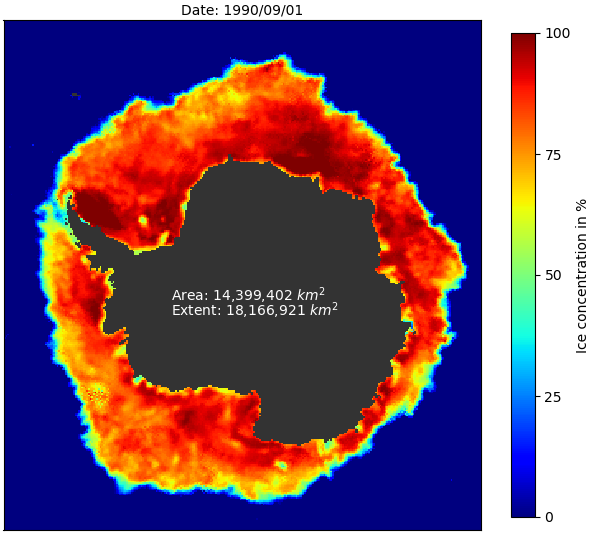 Date: 1990/09/01
Area: 14,399,402 km²
Extent: 18,166,921 km²
100
75
50
25
0
Ice concentration in %